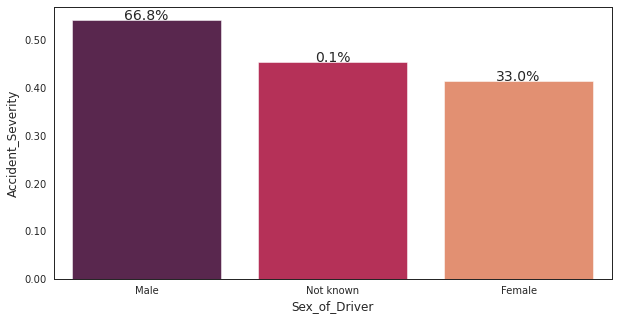 66.8%
0.1%
33.0%
0.50
0.40
0.30
0.20
0.10
0.00
Accident_Severity
Male
Not known
Female
Sex_of_Driver